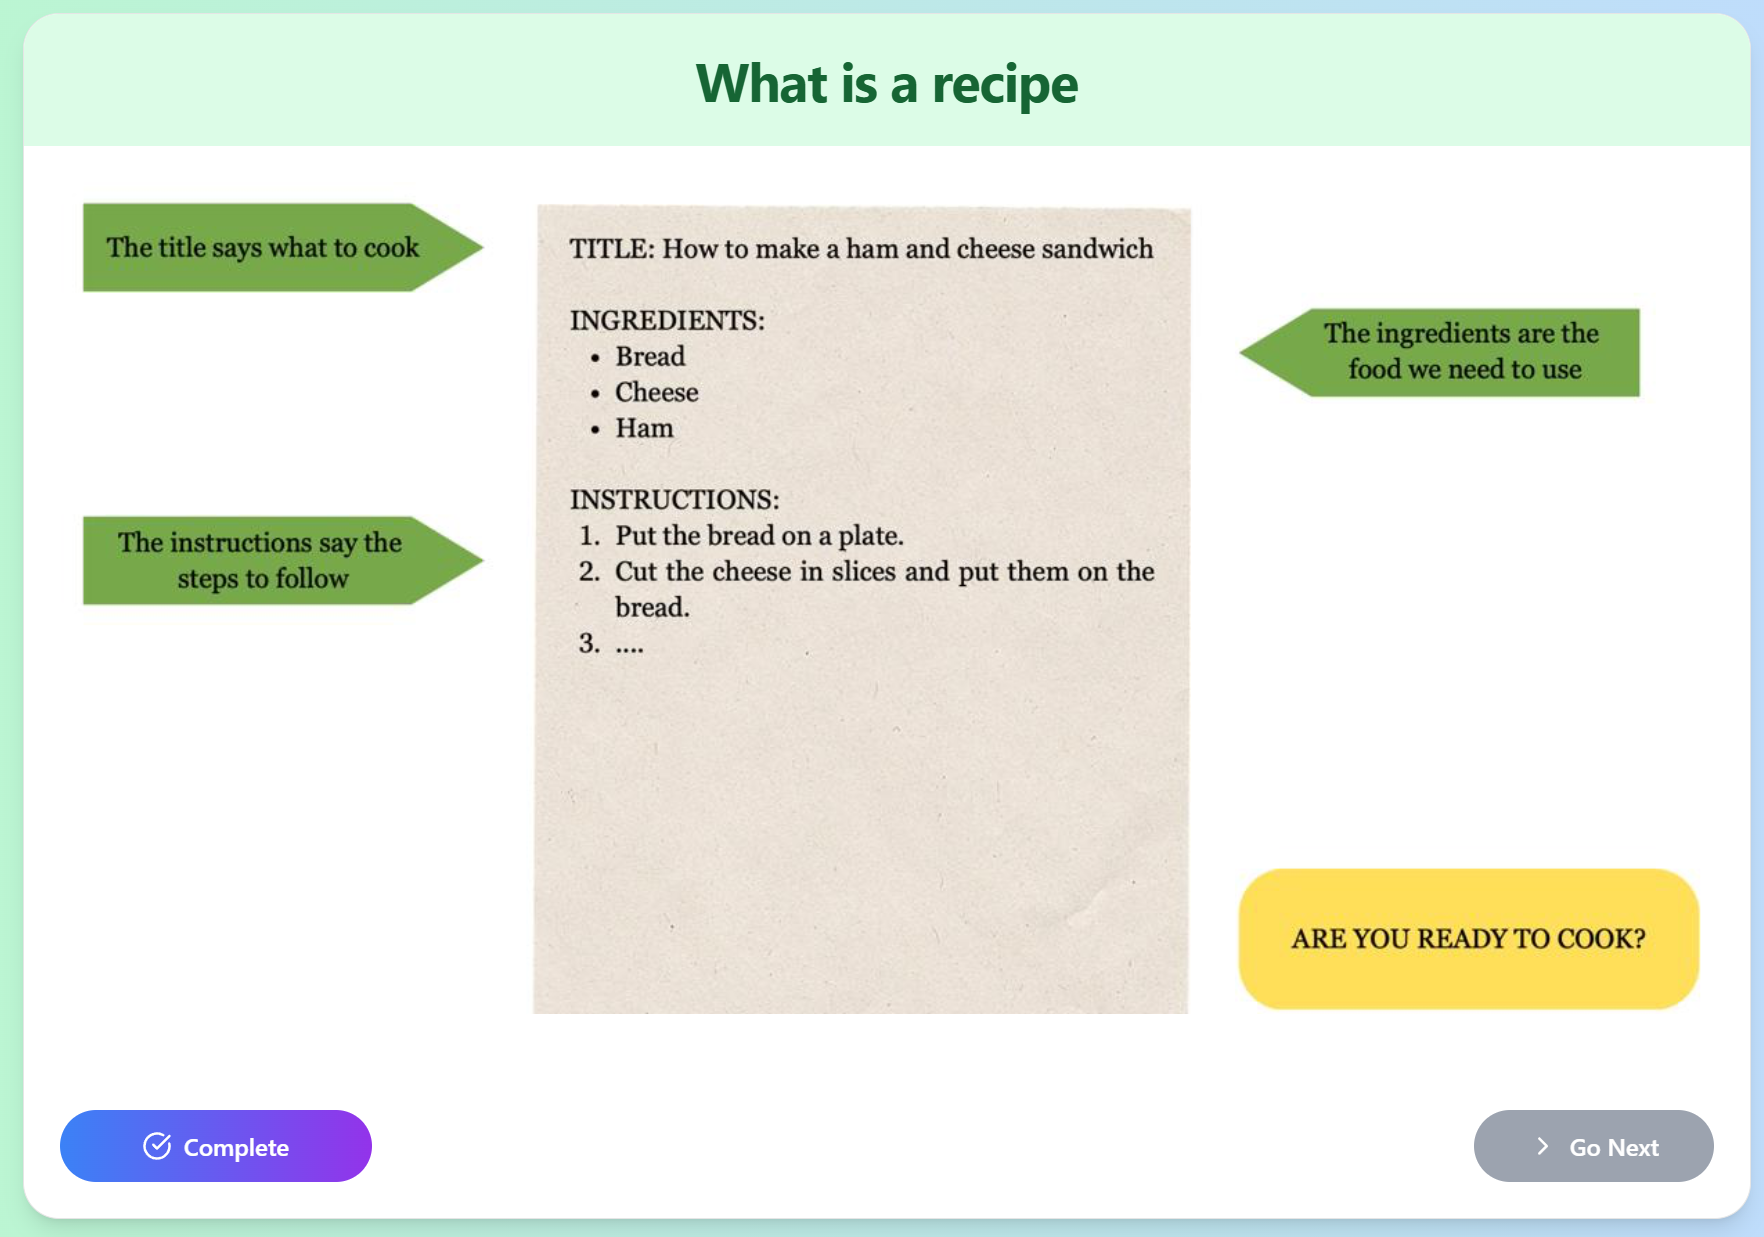 What is a recipe
The title says what to cook
TITLE: How to make a ham and cheese sandwich
INGREDIENTS:
• Bread
• Cheese
• Ham
The ingredients are the
food we need to use
INSTRUCTIONS:
1. Put the bread on a plate.
2. Cut the cheese in slices and put them on the
bread.
3. ....
The instructions say the
steps to follow
ARE YOU READY TO COOK?
Complete
Go Next